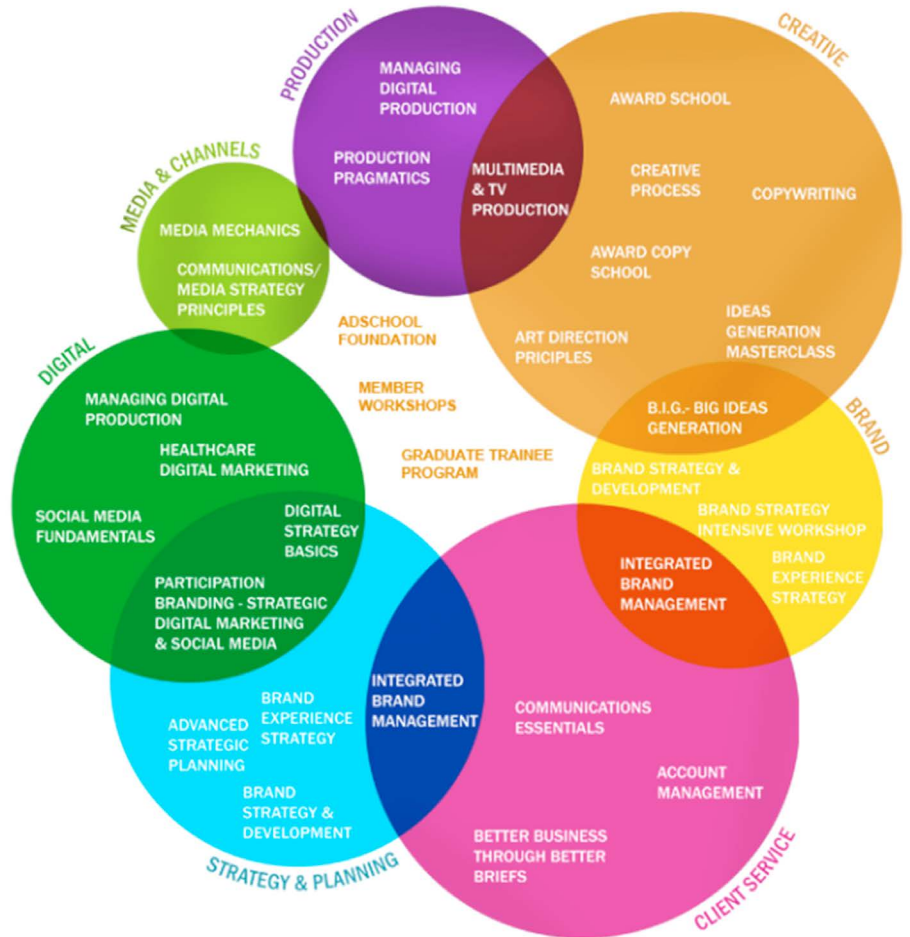 PRODUCTION
MANAGING
DIGITAL
PRODUCTION
PRODUCTION
PRAGMATICS
MULTIMEDIA
& TV
PRODUCTION
CREATIVE
AWARD SCHOOL
CREATIVE
PROCESS
COPYWRITING
AWARD COPY
SCHOOL
ART DIRECTION
PRICIPLES
IDEAS
GENERATION
MASTERCLASS
MEDIA & CHANNELS
MEDIA MECHANICS
COMMUNICATIONS/
MEDIA STRATEGY
PRINCIPLES
ADSCHOOL
FOUNDATION
MEMBER
WORKSHOPS
GRADUATE TRAINEE
PROGRAM
DIGITAL
MANAGING DIGITAL
PRODUCTION
HEALTHCARE
DIGITAL MARKETING
SOCIAL MEDIA
FUNDAMENTALS
DIGITAL
STRATEGY
BASICS
PARTICIPATION
BRANDING - STRATEGIC
DIGITAL MARKETING
& SOCIAL MEDIA
BRAND
B.I.G.- BIG IDEAS
GENERATION
BRAND STRATEGY &
DEVELOPMENT
BRAND STRATEGY
INTENSIVE WORKSHOP
BRAND
EXPERIENCE
STRATEGY
INTEGRATED
BRAND
MANAGEMENT
INTEGRATED
BRAND
MANAGEMENT
BRAND
EXPERIENCE
STRATEGY
ADVANCED
STRATEGIC
PLANNING
BRAND
STRATEGY &
DEVELOPMENT
STRATEGY & PLANNING
COMMUNICATIONS
ESSENTIALS
ACCOUNT
MANAGEMENT
BETTER BUSINESS
THROUGH BETTER
BRIEFS
CLIENT SERVICE